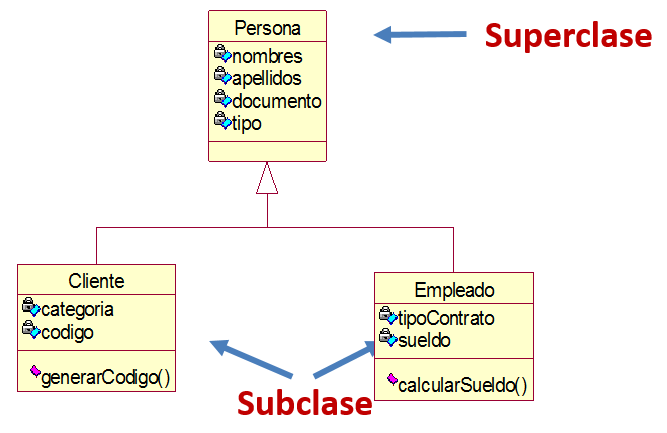 Persona
Superclase
nombres
apellidos
documento
tipo
Cliente
categoria
codigo
generarCodigo()
Empleado
tipoContrato
sueldo
calcularSueldo()
Subclase